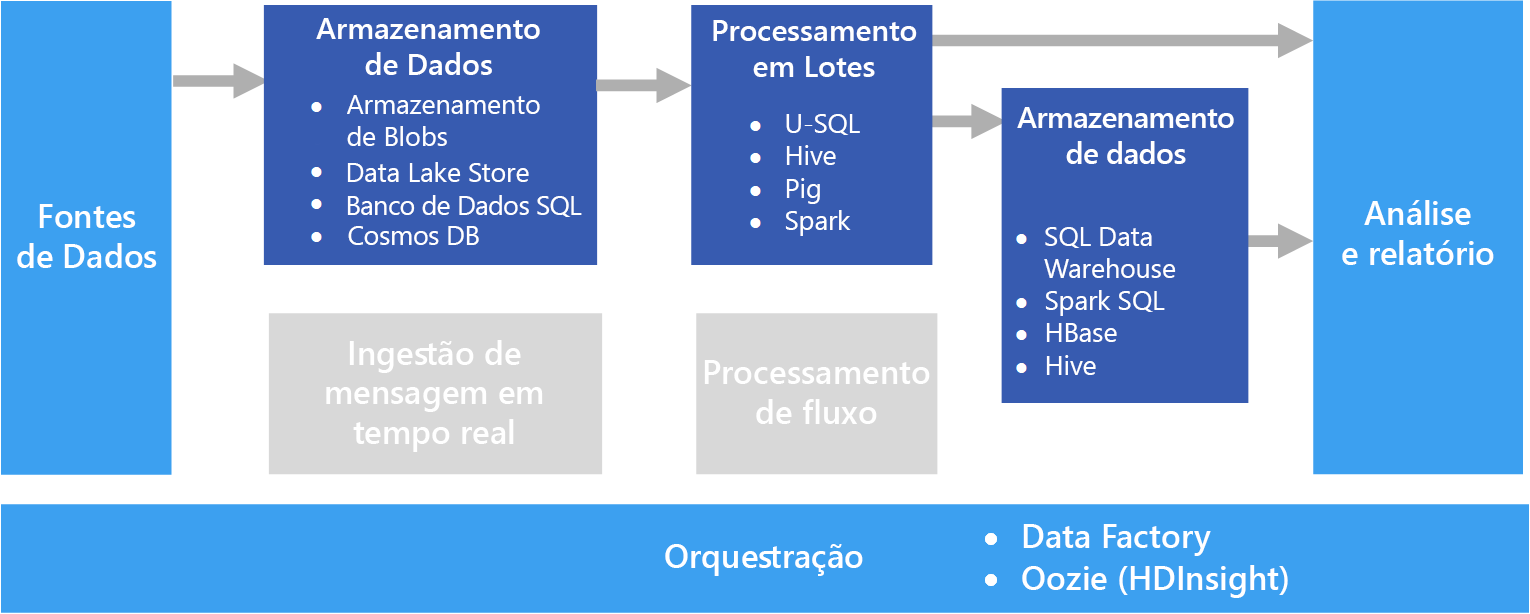 Fontes
de Dados
Armazenamento
de Dados
• Armazenamento
de Blobs
• Data Lake Store
• Banco de Dados SQL
• Cosmos DB
Processamento
em Lotes
• U-SQL
• Hive
• Pig
• Spark
Armazenamento
de dados
• SQL Data
Warehouse
• Spark SQL
• HBase
• Hive
Análise
e relatório
Ingestão de
mensagem em
tempo real
Processamento
de fluxo
Orquestração
• Data Factory
• Oozie (HDInsight)